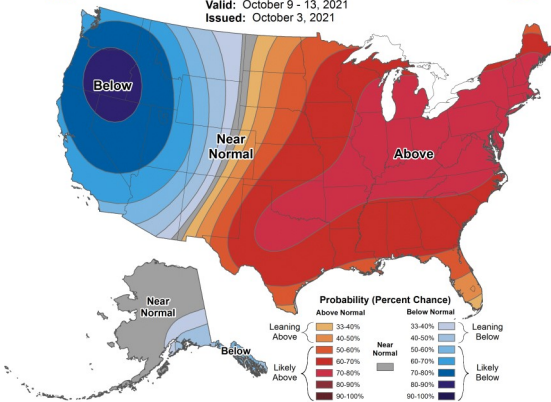 Valid: October 9 - 13, 2021
Issued: October 3, 2021
Below
Near
Normal
Above
Near
Normal
Below
Probability (Percent Chance)
Above Normal
Below Normal
Leaning
Above
33-40%
40-50%
Likely
Above
50-60%
60-70%
70-80%
80-90%
90-100%
Near
Normal
33-40%
40-50%
Leaning
Below
50-60%
60-70%
70-80%
80-90%
90-100%
Likely
Below